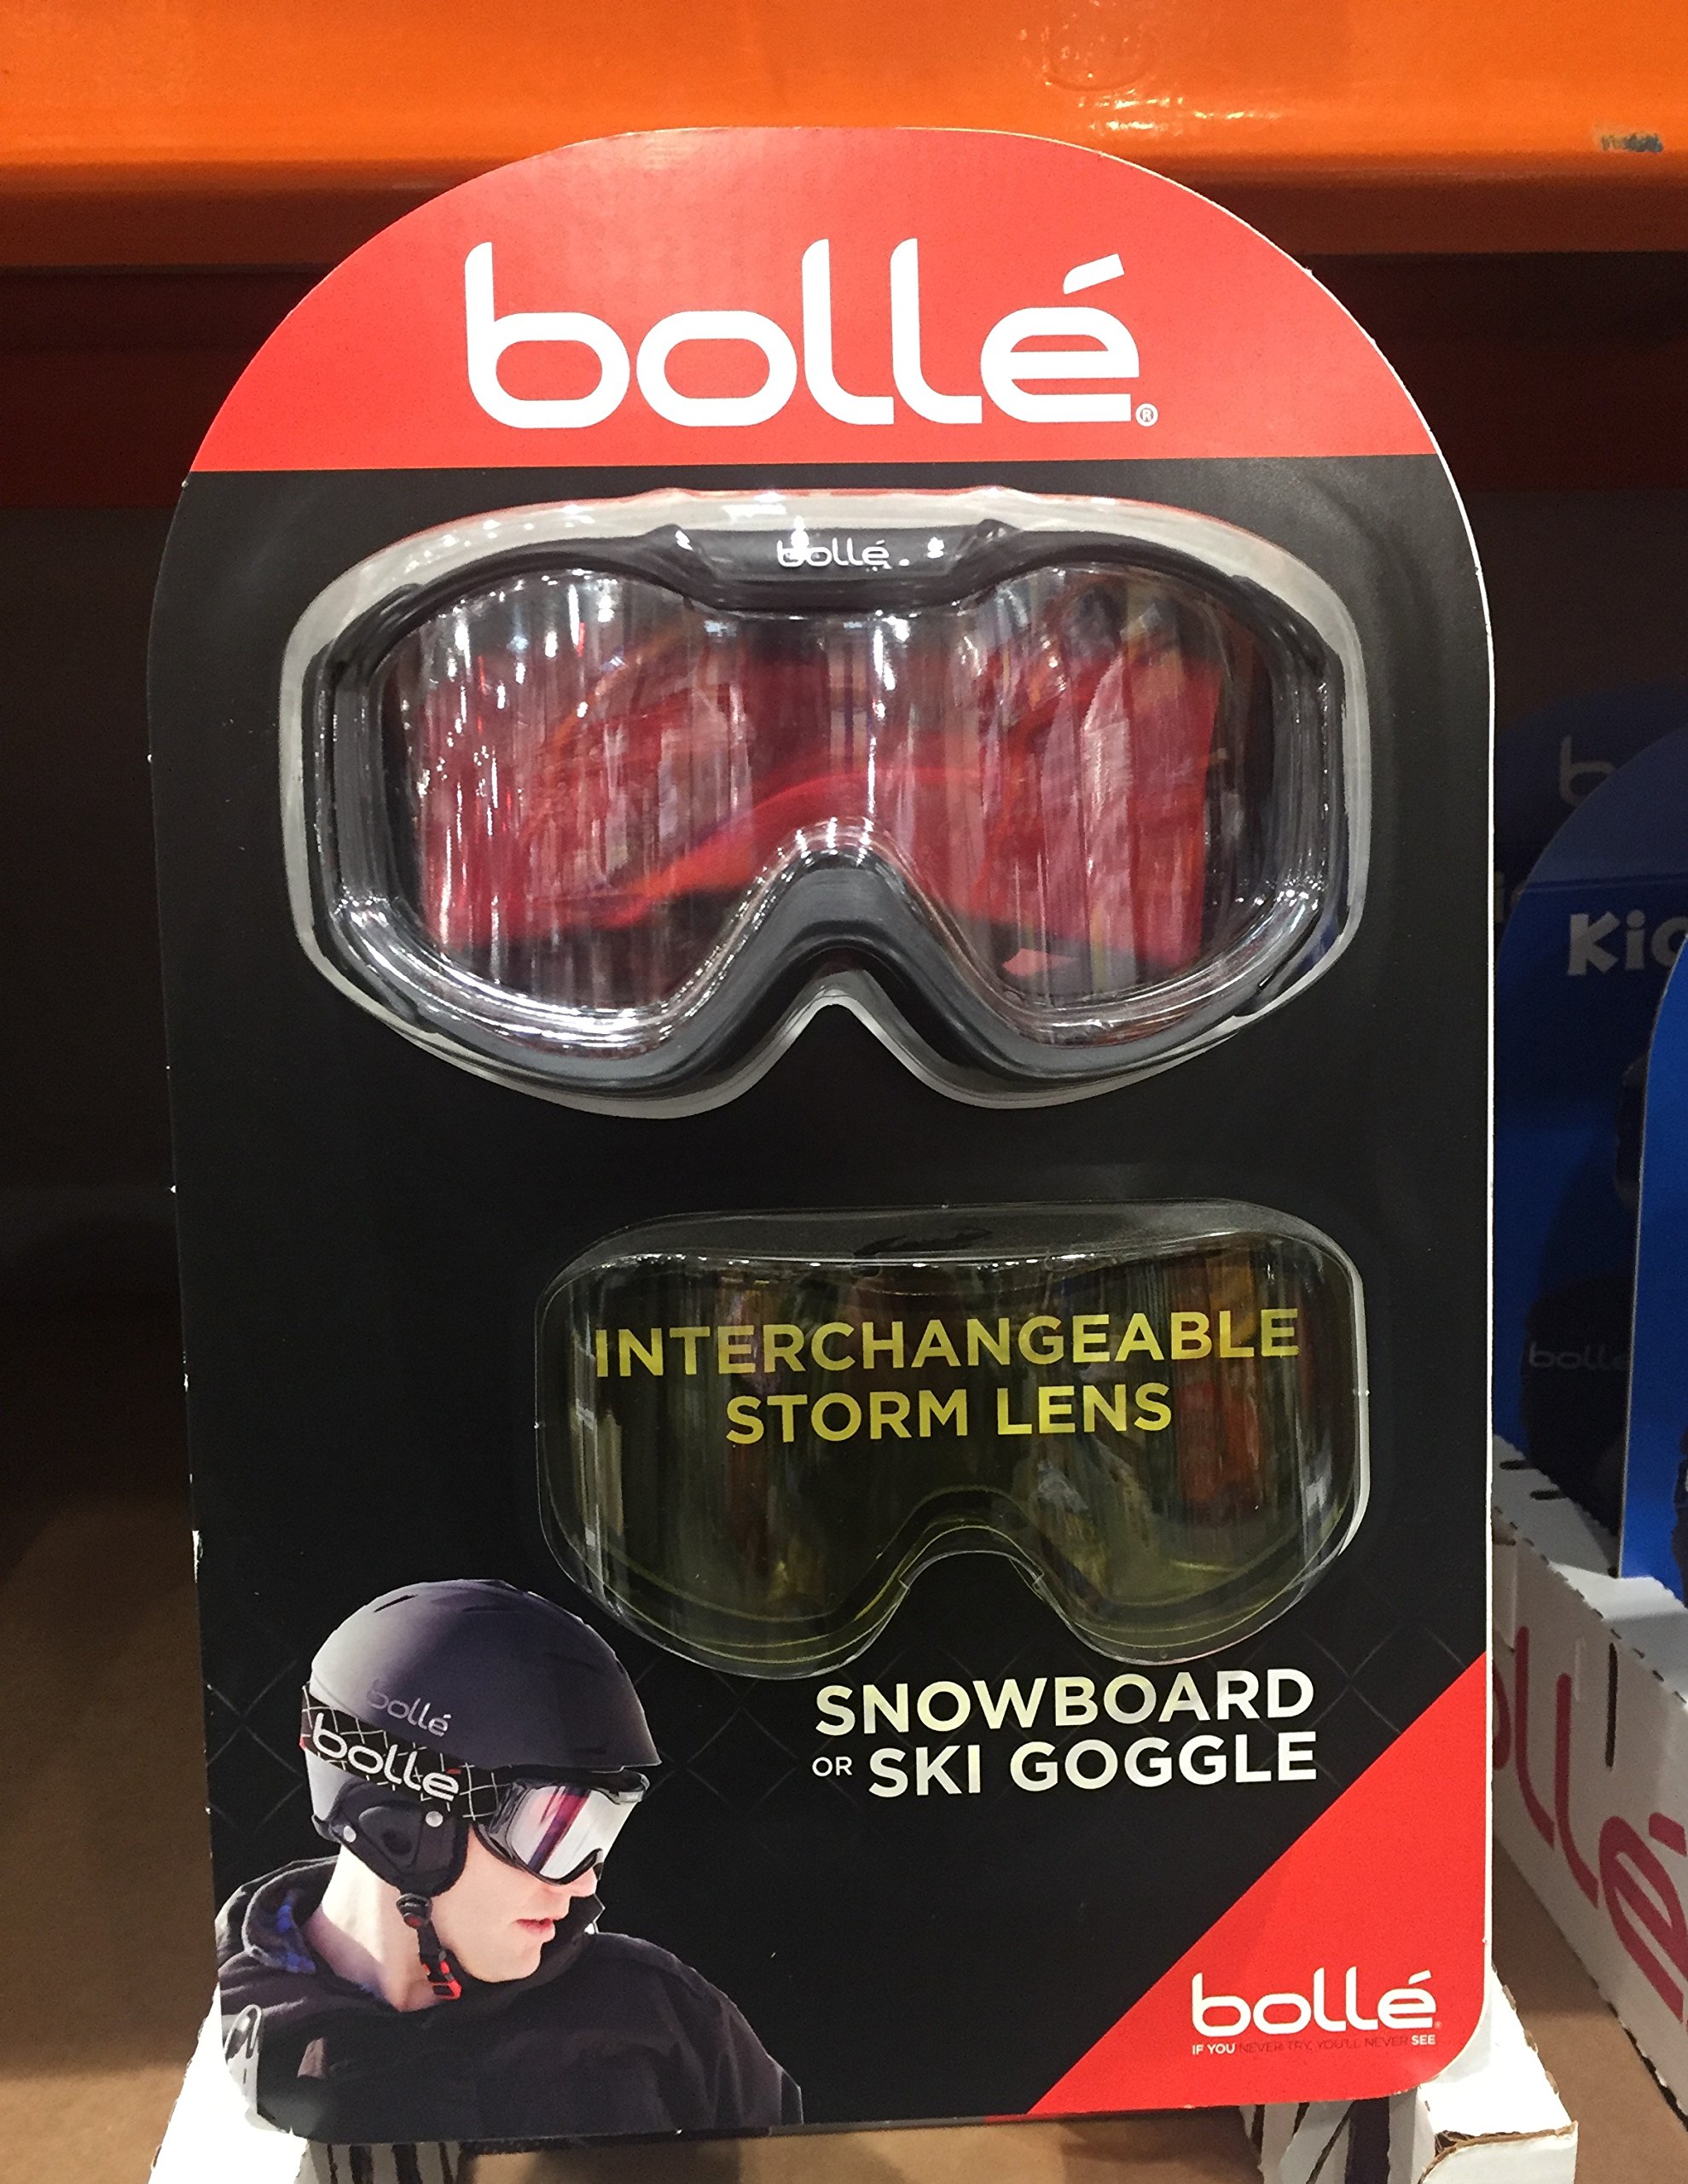 bollé®
bollé.
INTERCHANGEABLE
STORM LENS
SNOWBOARD
OR SKI GOGGLE
bollé
bollé
bollé
IF YOU NEVER TRY, YOU'LL NEVER SEE
bollé